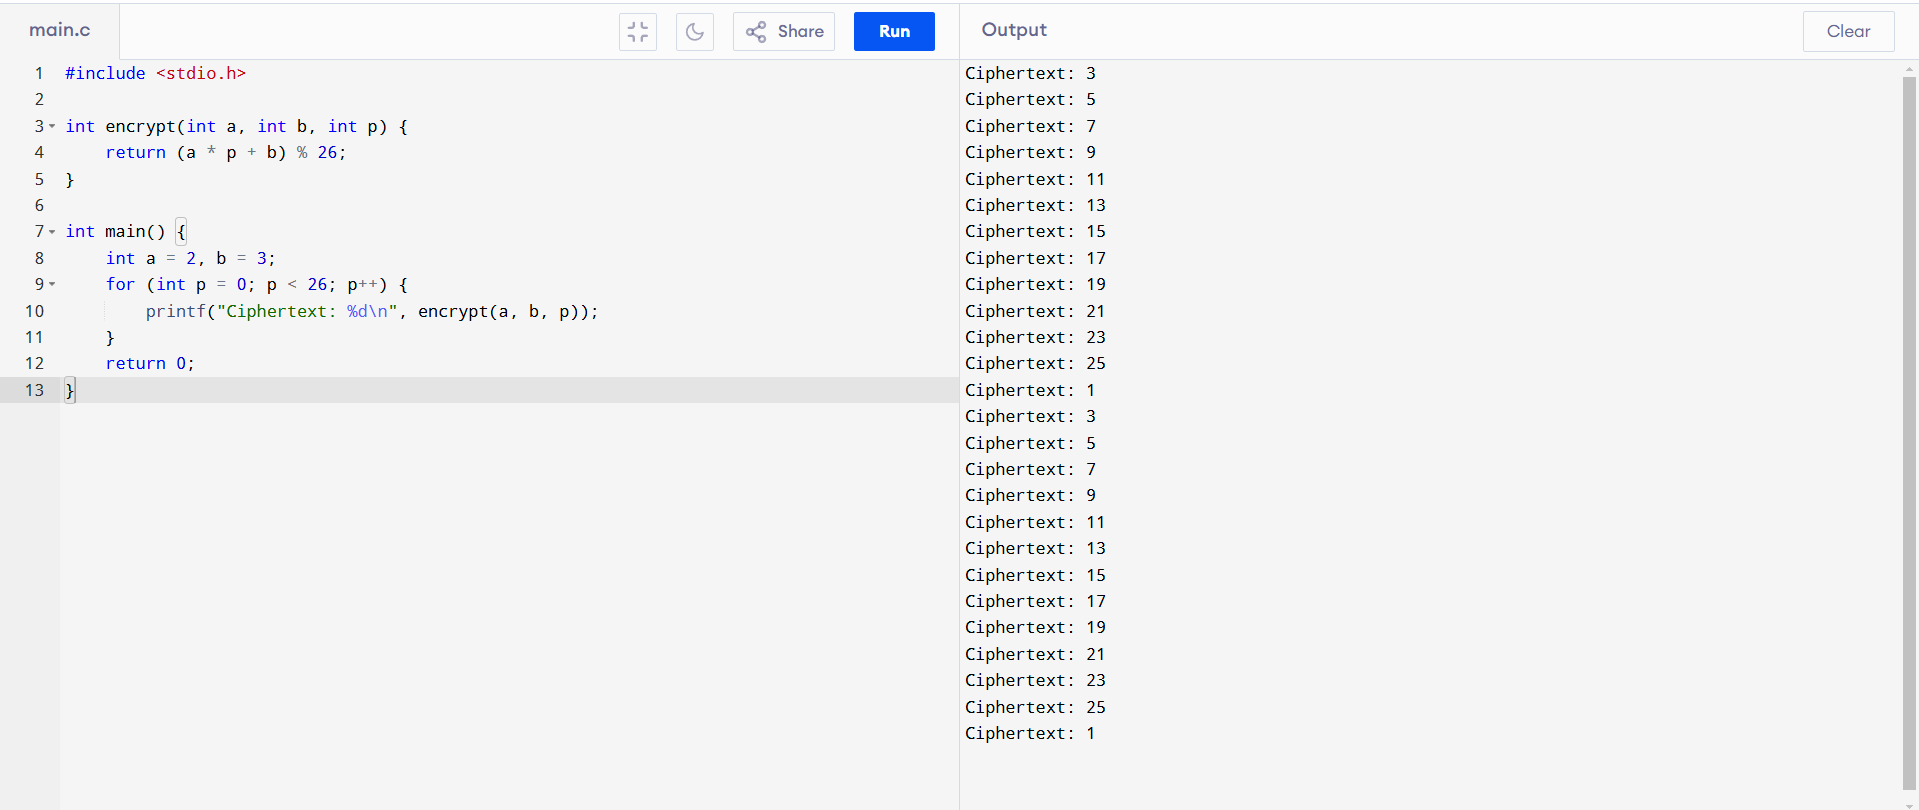 main.c
Share
Run
Output
Clear
1 #include <stdio.h>
2
3 int encrypt(int a, int b, int p) {
4     return (a * p + b) % 26;
5 }
6
7 int main() {
8     int a = 2, b = 3;
9     for (int p = 0; p < 26; p++) {
10         printf("Ciphertext: %d\n", encrypt(a, b, p));
11     }
12     return 0;
13 }
Ciphertext: 3
Ciphertext: 5
Ciphertext: 7
Ciphertext: 9
Ciphertext: 11
Ciphertext: 13
Ciphertext: 15
Ciphertext: 17
Ciphertext: 19
Ciphertext: 21
Ciphertext: 23
Ciphertext: 25
Ciphertext: 1
Ciphertext: 3
Ciphertext: 5
Ciphertext: 7
Ciphertext: 9
Ciphertext: 11
Ciphertext: 13
Ciphertext: 15
Ciphertext: 17
Ciphertext: 19
Ciphertext: 21
Ciphertext: 23
Ciphertext: 25
Ciphertext: 1